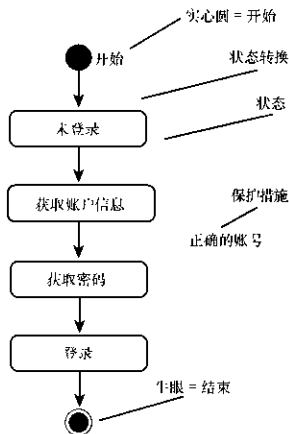 实心圆 = 开始
开始
状态转换
状态
未登录
获取账户信息
保护措施
正确的账号
获取密码
登录
牛眼 = 结束